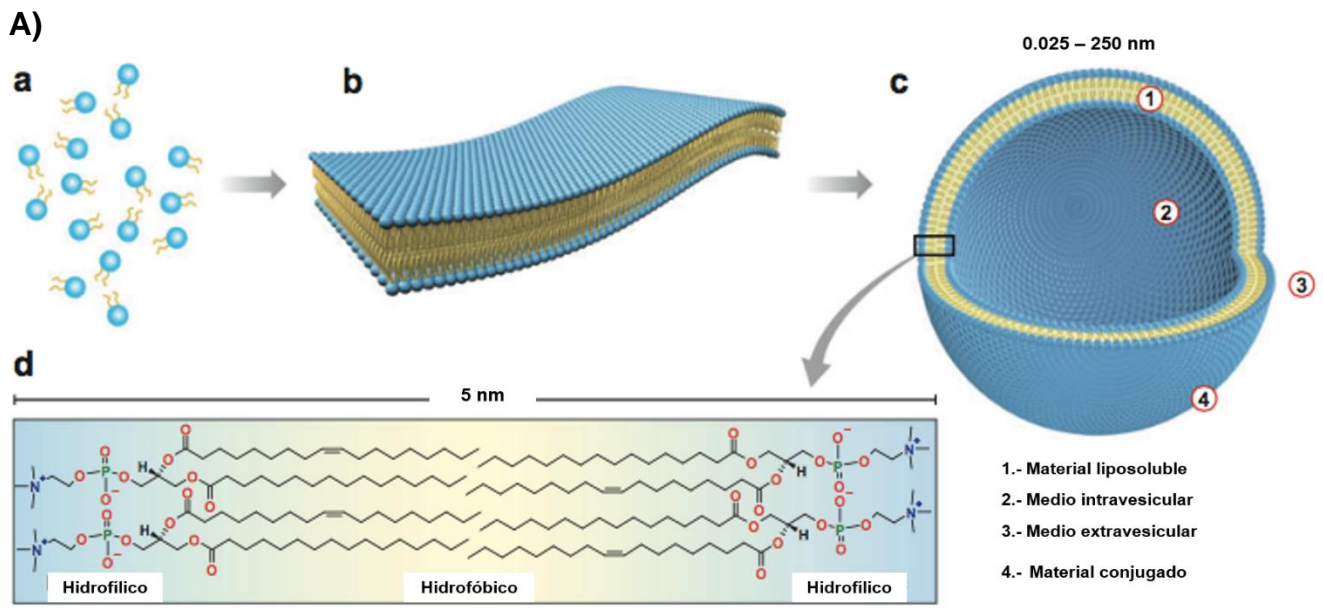 A)
a
b
c
0.025 – 250 nm
1
2
3
4
d
5 nm
O
O
O
O
P
O
O
O
H
O
O
N+
O
O
O
O
P
O
O
O
H
O
O
N+
O
O
O
O
P
O
O
O
H
O
O
N+
O
O
O
O
P
O
O
O
H
O
O
N+
Hidrofílico
Hidrofóbico
Hidrofílico
1.- Material liposoluble
2.- Medio intravesicular
3.- Medio extravesicular
4.- Material conjugado